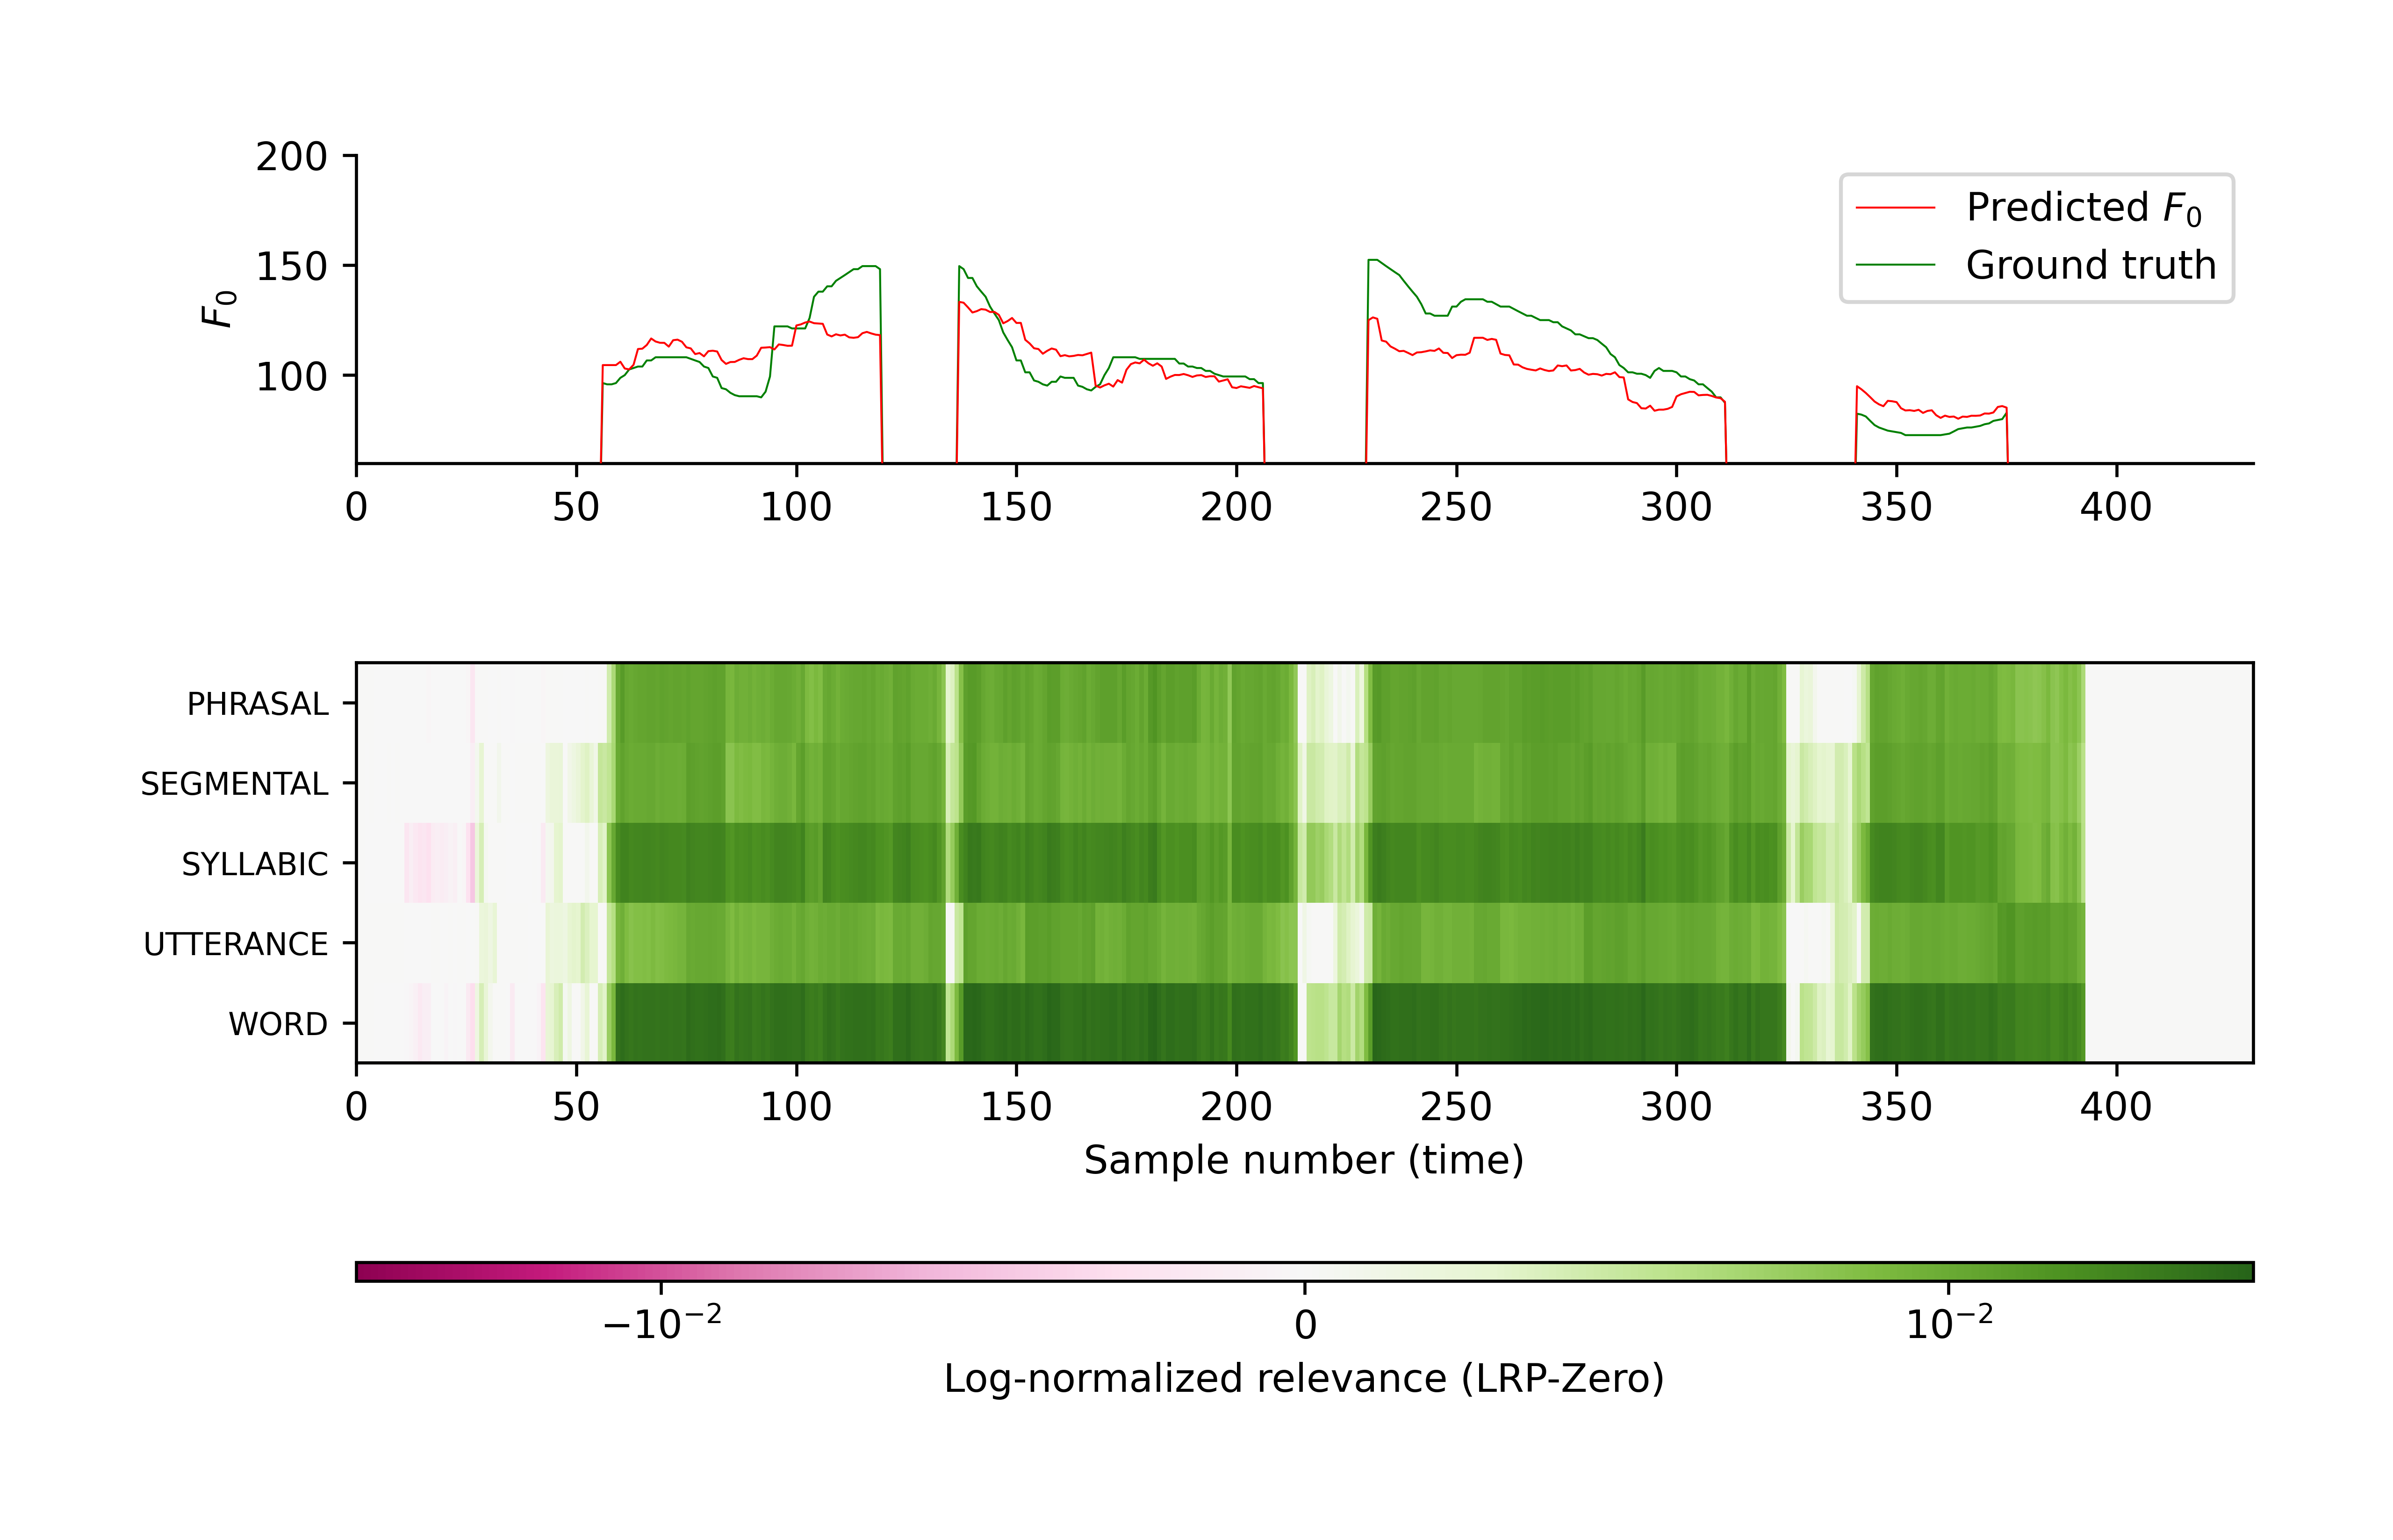 200
150
100
F₀
Predicted F₀
Ground truth
0 50 100 150 200 250 300 350 400
PHRASAL
SEGMENTAL
SYLLABIC
UTTERANCE
WORD
0 50 100 150 200 250 300 350 400
Sample number (time)
−10⁻² 0 10⁻²
Log-normalized relevance (LRP-Zero)